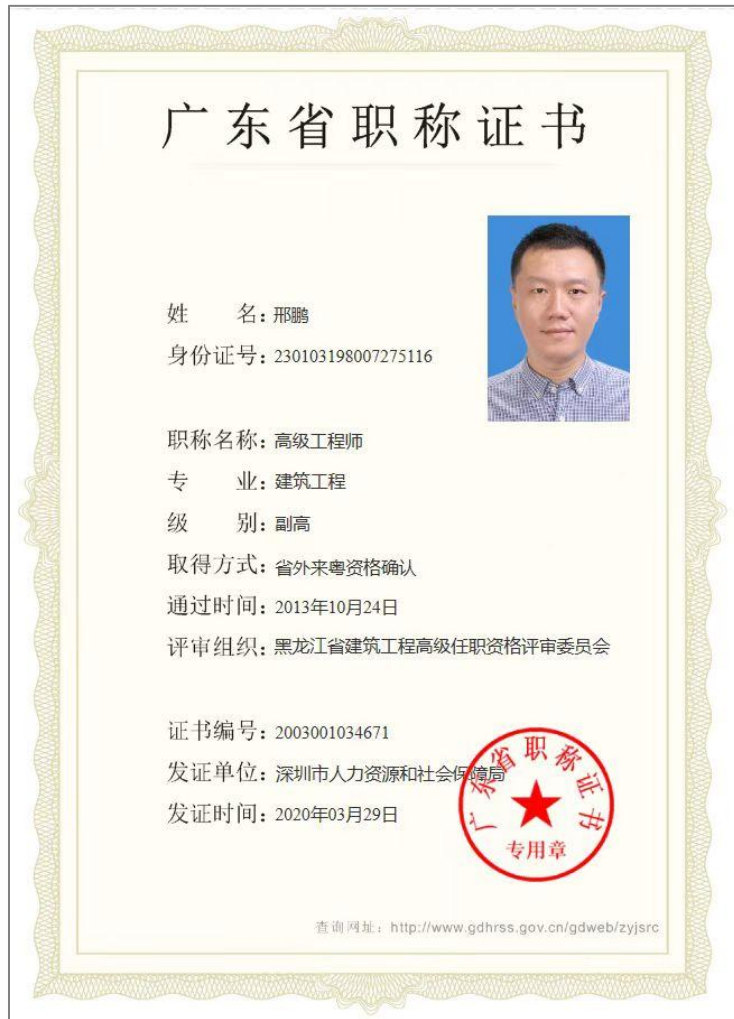 广东省职称证书
姓 名：邢鹏
身份证号：230103198007275116
职称名称：高级工程师
专 业：建筑工程
级 别：副高
取得方式：省外来粤资格确认
通过时间：2013年10月24日
评审组织：黑龙江省建筑工程高级任职资格评审委员会
证书编号：2003001034671
发证单位：深圳市人力资源和社会保障局
发证时间：2020年03月29日
广东省职称证书
专用章
查询网址：http://www.gdhrss.gov.cn/gdweb/zyjsrc